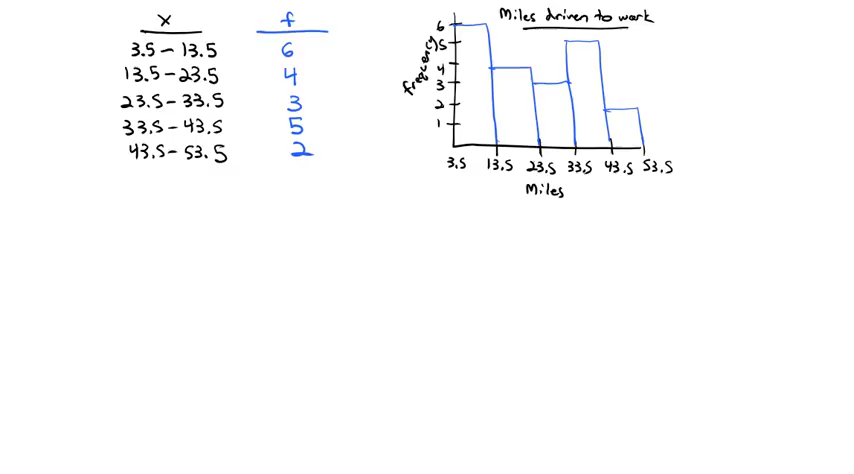 x f
3.5 - 13.5 6
13.5 - 23.5 4
23.5 - 33.5 3
33.5 - 43.5 5
43.5 - 53.5 2
Miles driven to work
frequency
6
5
4
3
2
1
3.5 13.5 23.5 33.5 43.5 53.5
Miles